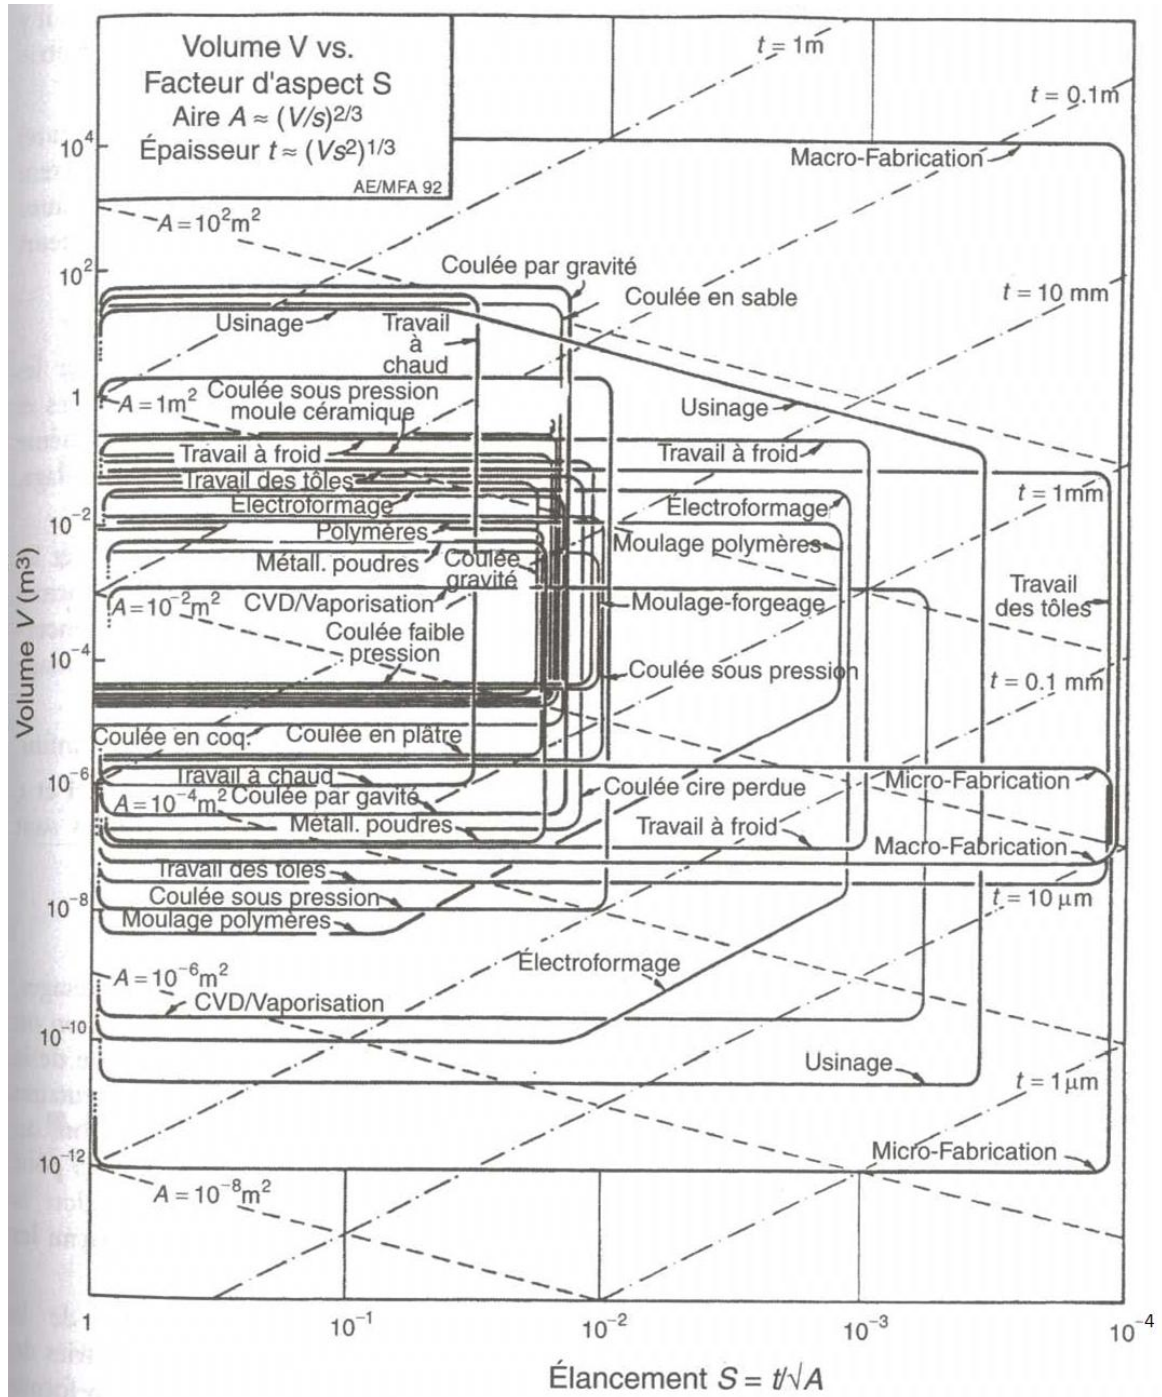 Volume V vs.
Facteur d'aspect S
Aire A ≈ (V/s)2/3
Épaisseur t ≈ (Vs2)1/3
AE/MFA 92
t = 1m
t = 0.1m
10⁴
Macro-Fabrication
A = 10²m²
10²
Coulée par gravité
t = 10 mm
Coulée en sable
Usinage
Travail
à
chaud
1
A = 1m²
Coulée sous pression
moule céramique
Usinage
Travail à froid
Travail à froid
Travail des tôles
t = 1mm
Électroformage
Électroformage
10⁻²
Polymères
Moulage polymères
Métall. poudres
Coulée
gravité
Travail
des tôles
A = 10⁻²m²
CVD/Vaporisation
Moulage-forgeage
Coulée faible
pression
10⁻⁴
Coulée sous pression
t = 0.1 mm
Volume V (m3)
Coulée en coq.
Coulée en plâtre
10⁻⁶
Travail à chaud
Micro-Fabrication
A = 10⁻⁴m²
Coulée par gavité
Coulée cire perdue
Métall. poudres
Travail à froid
Macro-Fabrication
Travail des toles
10⁻⁸
Coulée sous pression
t = 10 μm
Moulage polymères
A = 10⁻⁶m²
Électroformage
CVD/Vaporisation
10⁻¹⁰
Usinage
t = 1μm
10⁻¹²
Micro-Fabrication
A = 10⁻⁸m²
1
10⁻¹
10⁻²
10⁻³
10⁻⁴
Élancement S = t/√A